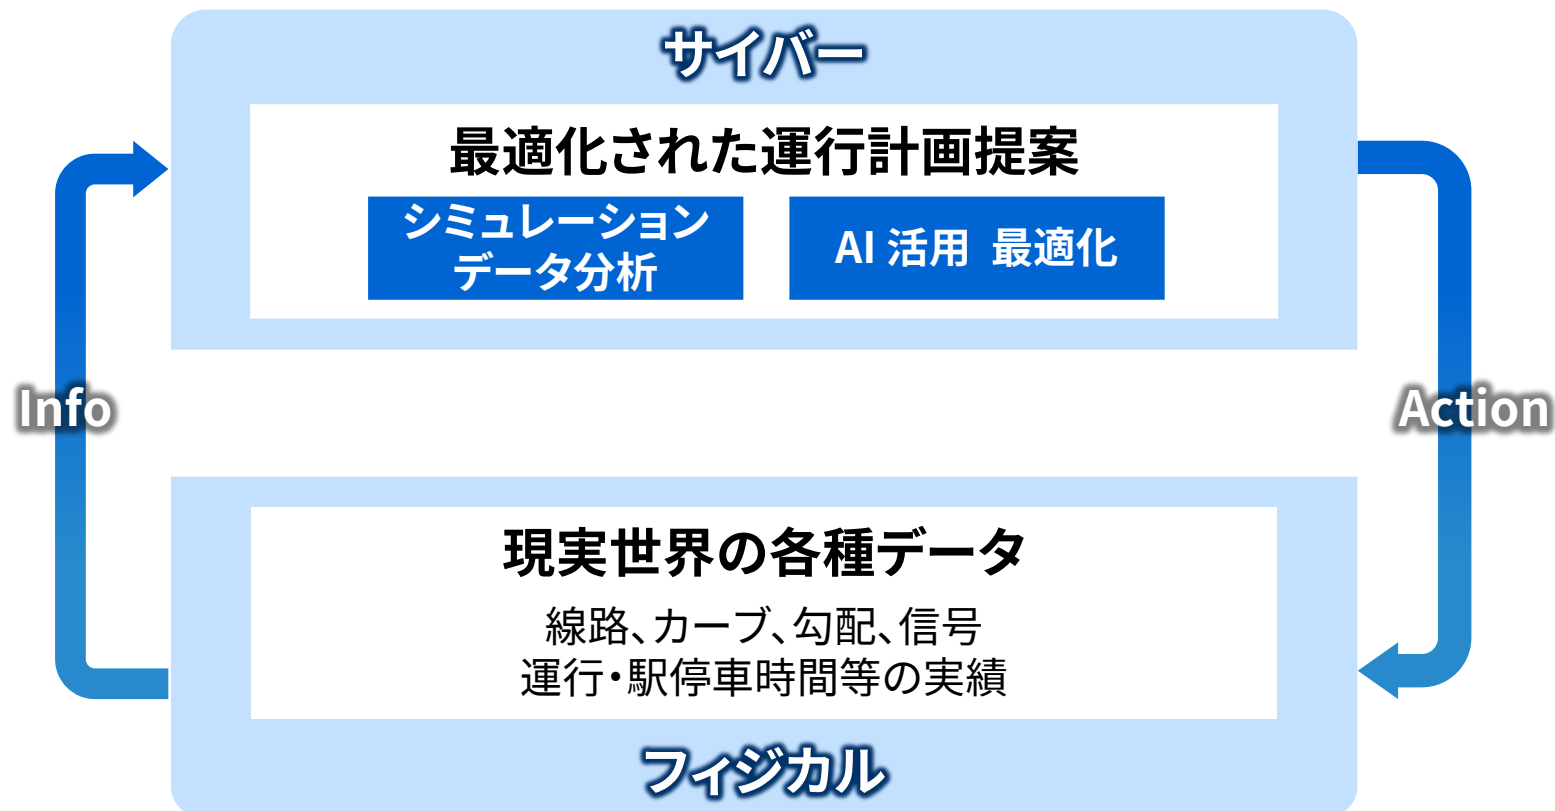 サイバー
最適化された運行計画提案
シミュレーション
データ分析
AI 活用 最適化
Info
Action
現実世界の各種データ
線路、カーブ、勾配、信号
運行・駅停車時間等の実績
フィジカル